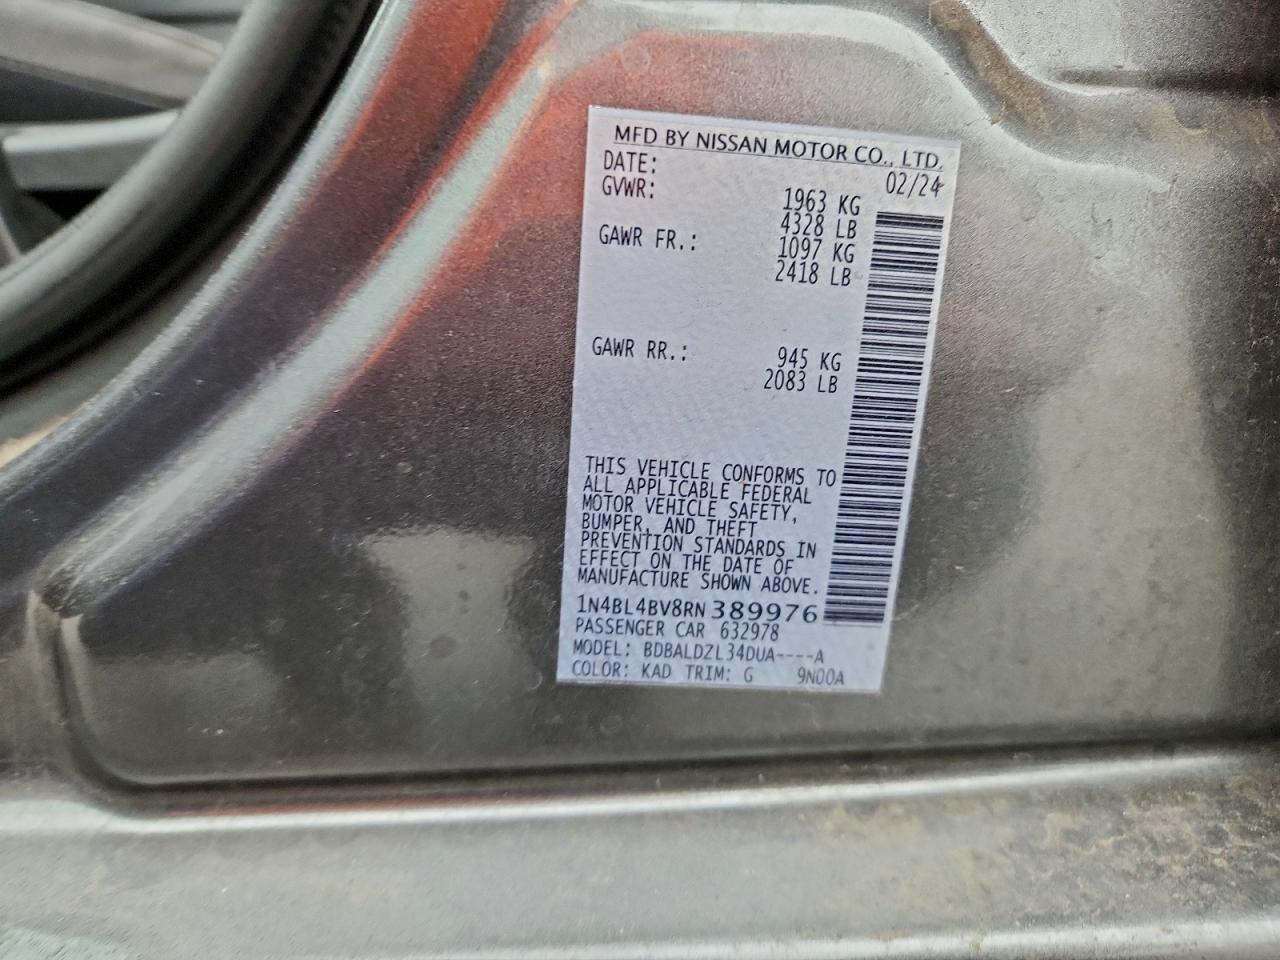 MFD BY NISSAN MOTOR CO., LTD.
DATE: 02/24
GVWR: 1963 KG
4328 LB
GAWR FR.: 1097 KG
2418 LB
GAWR RR.: 945 KG
2083 LB
THIS VEHICLE CONFORMS TO
ALL APPLICABLE FEDERAL
MOTOR VEHICLE SAFETY,
BUMPER, AND THEFT
PREVENTION STANDARDS IN
EFFECT ON THE DATE OF
MANUFACTURE SHOWN ABOVE.
1N4BL4BV8RN389976
PASSENGER CAR 632978
MODEL: BDBALDZL34DUA----A
COLOR: KAD TRIM: G 9N00A